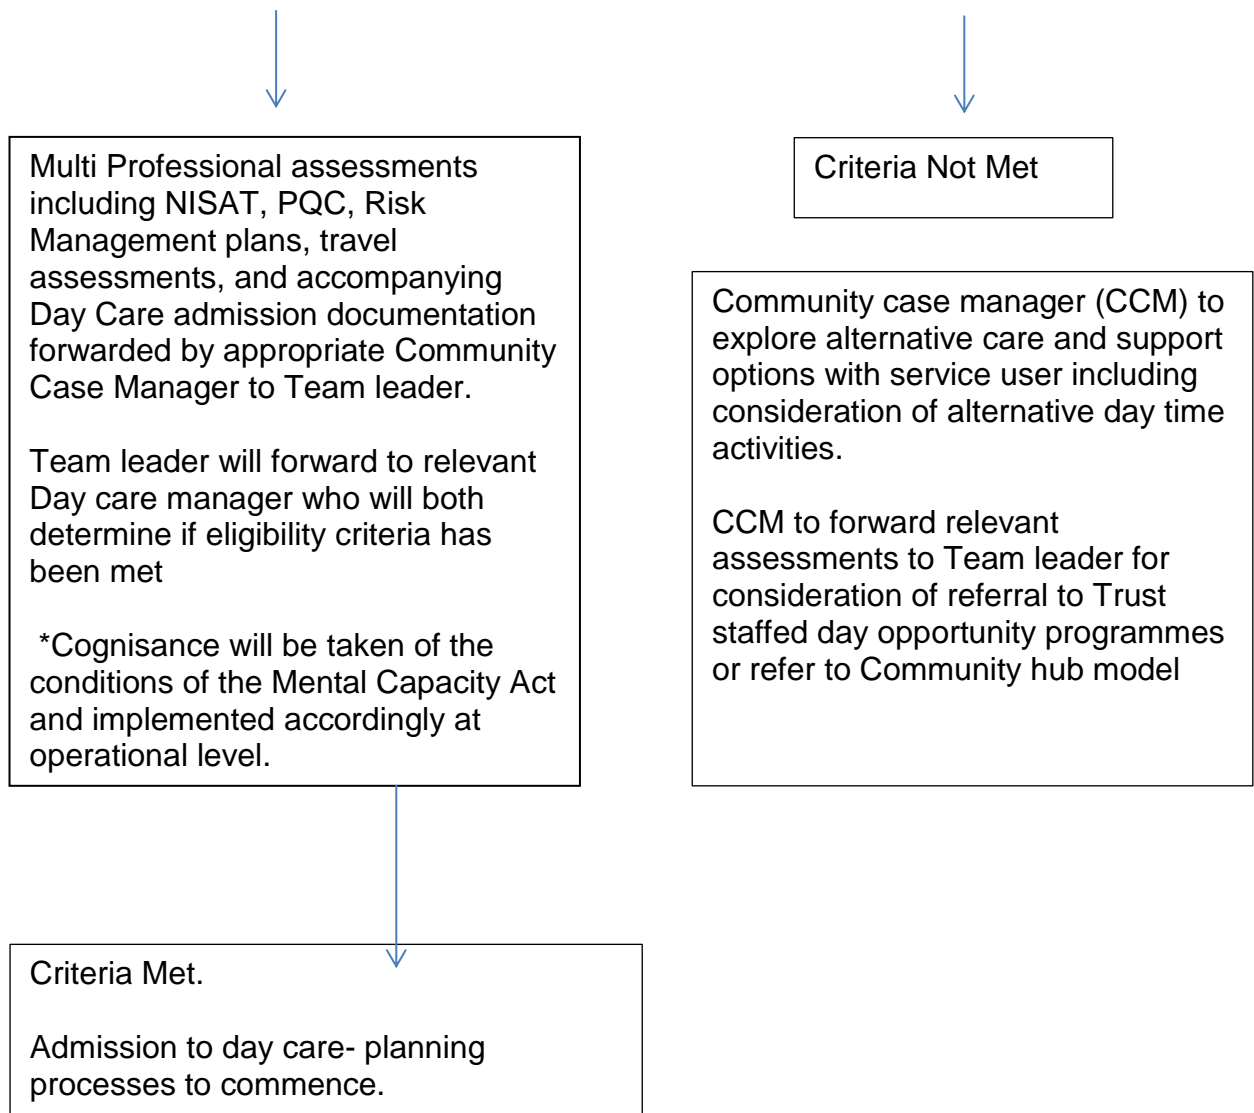 Multi Professional assessments
including NISAT, PQC, Risk
Management plans, travel
assessments, and accompanying
Day Care admission documentation
forwarded by appropriate Community
Case Manager to Team leader.
Team leader will forward to relevant
Day care manager who will both
determine if eligibility criteria has
been met
*Cognisance will be taken of the
conditions of the Mental Capacity Act
and implemented accordingly at
operational level.
Criteria Not Met
Community case manager (CCM) to
explore alternative care and support
options with service user including
consideration of alternative day time
activities.
CCM to forward relevant
assessments to Team leader for
consideration of referral to Trust
staffed day opportunity programmes
or refer to Community hub model
Criteria Met.
Admission to day care- planning
processes to commence.